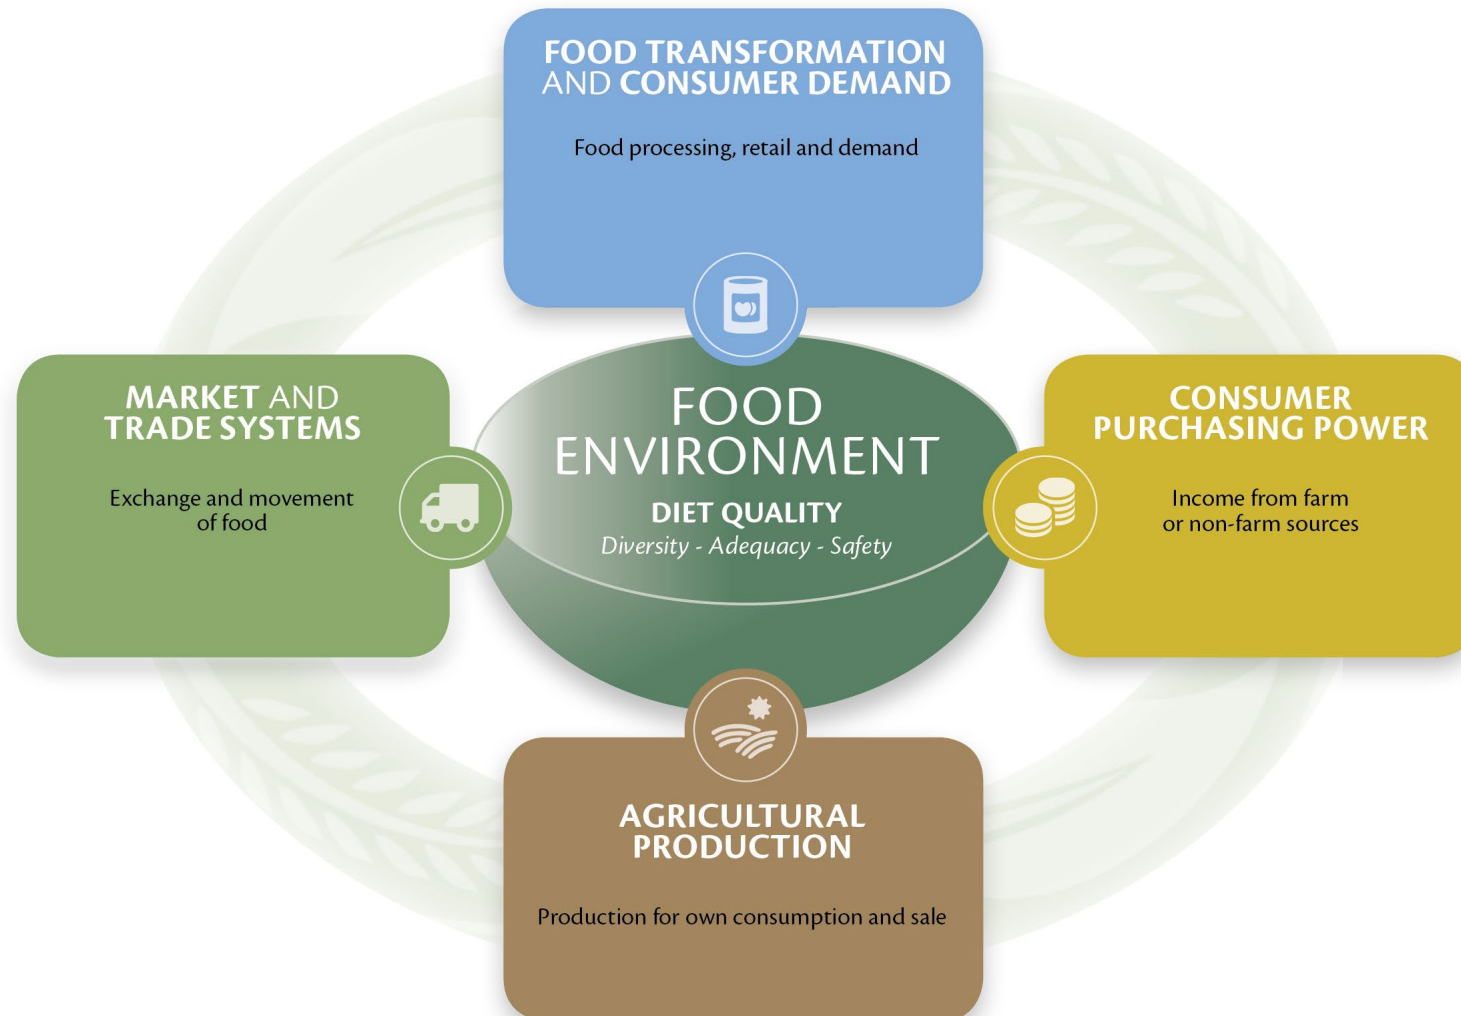 FOOD TRANSFORMATION
AND CONSUMER DEMAND
Food processing, retail and demand
MARKET AND
TRADE SYSTEMS
Exchange and movement
of food
FOOD
ENVIRONMENT
DIET QUALITY
Diversity - Adequacy - Safety
CONSUMER
PURCHASING POWER
Income from farm
or non-farm sources
AGRICULTURAL
PRODUCTION
Production for own consumption and sale